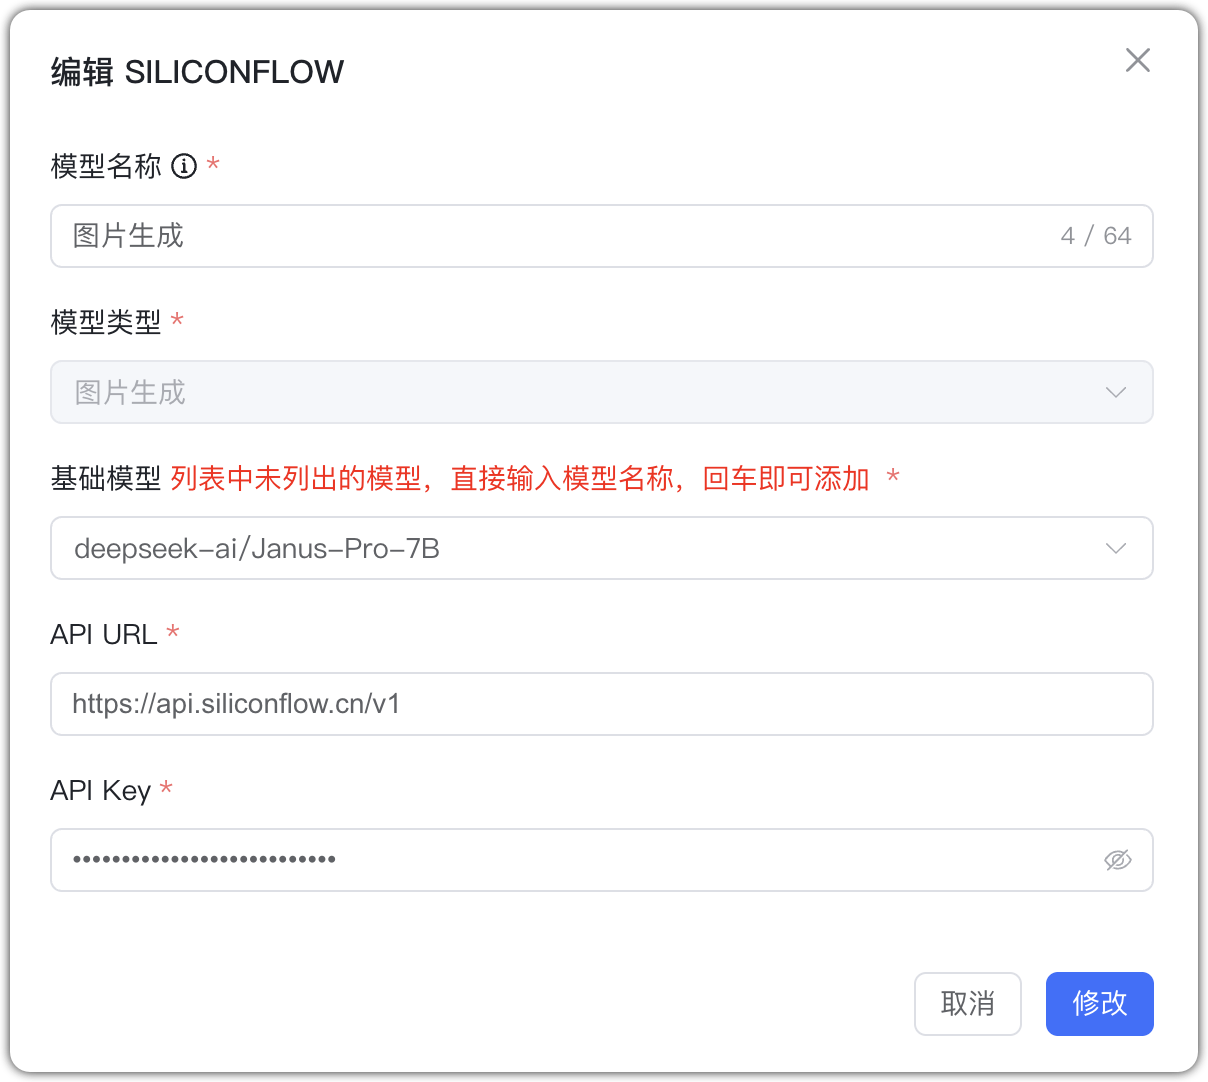 编辑 SILICONFLOW
模型名称 *
图片生成 4 / 64
模型类型 *
图片生成
基础模型 列表中未列出的模型，直接输入模型名称，回车即可添加 *
deepseek-ai/Janus-Pro-7B
API URL *
https://api.siliconflow.cn/v1
API Key *
•••••••••••••••••••••••••••
取消 修改